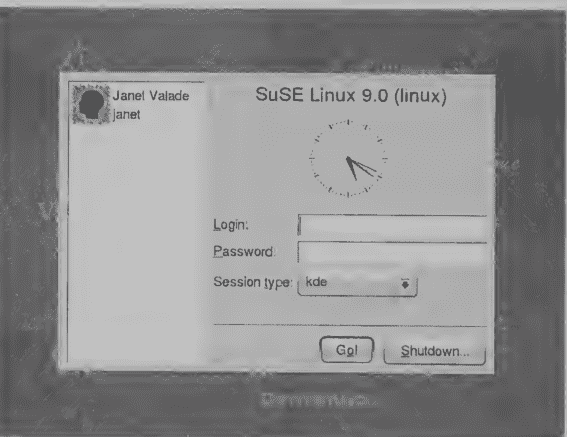 Janet Valade
janet
SuSE Linux 9.0 (linux)
Login:
Password:
Session type: kde
Go!
Shutdown...